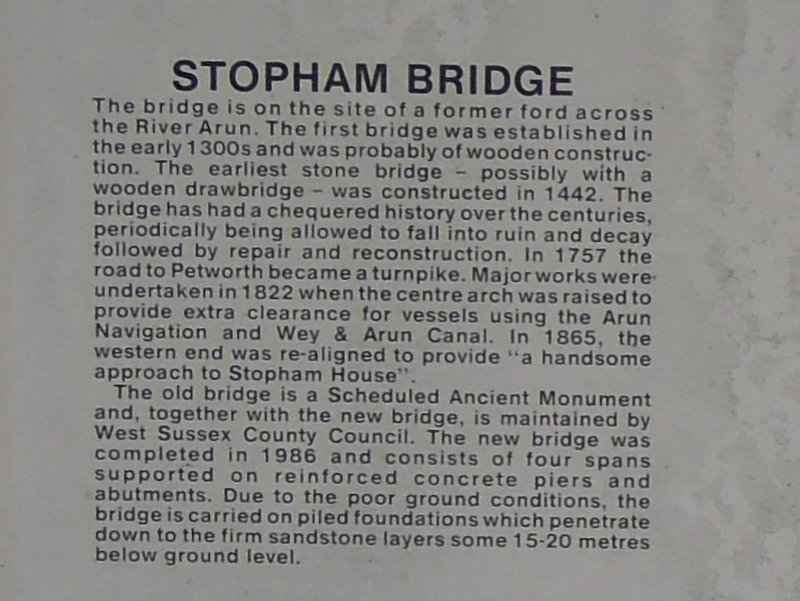 STOPHAM BRIDGE
The bridge is on the site of a former ford across
the River Arun. The first bridge was established in
the early 1300s and was probably of wooden construc-
tion. The earliest stone bridge – possibly with a
wooden drawbridge – was constructed in 1442. The
bridge has had a chequered history over the centuries,
periodically being allowed to fall into ruin and decay
followed by repair and reconstruction. In 1757 the
road to Petworth became a turnpike. Major works were
undertaken in 1822 when the centre arch was raised to
provide extra clearance for vessels using the Arun
Navigation and Wey & Arun Canal. In 1865, the
western end was re-aligned to provide "a handsome
approach to Stopham House".
The old bridge is a Scheduled Ancient Monument
and, together with the new bridge, is maintained by
West Sussex County Council. The new bridge was
completed in 1986 and consists of four spans
supported on reinforced concrete piers and
abutments. Due to the poor ground conditions, the
bridge is carried on piled foundations which penetrate
down to the firm sandstone layers some 15-20 metres
below ground level.